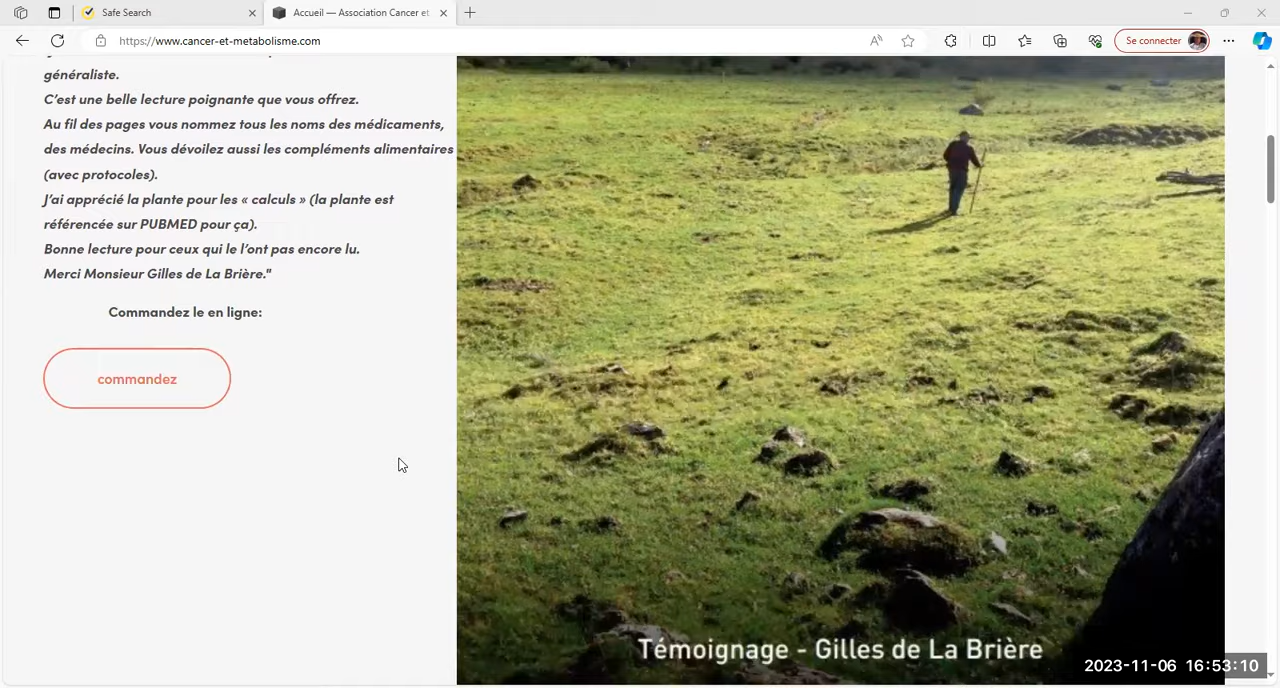 Safe Search
Accueil — Association Cancer et
https://www.cancer-et-metabolisme.com
Se connecter
généraliste.
C'est une belle lecture poignante que vous offrez.
Au fil des pages vous nommez tous les noms des médicaments,
des médecins. Vous dévoilez aussi les compléments alimentaires
(avec protocoles).
J'ai apprécié la plante pour les « calculs » (la plante est
référencée sur PUBMED pour ça).
Bonne lecture pour ceux qui le l'ont pas encore lu.
Merci Monsieur Gilles de La Brière."
Commandez le en ligne:
commandez
Témoignage - Gilles de La Brière
2023-11-06 16:53:10